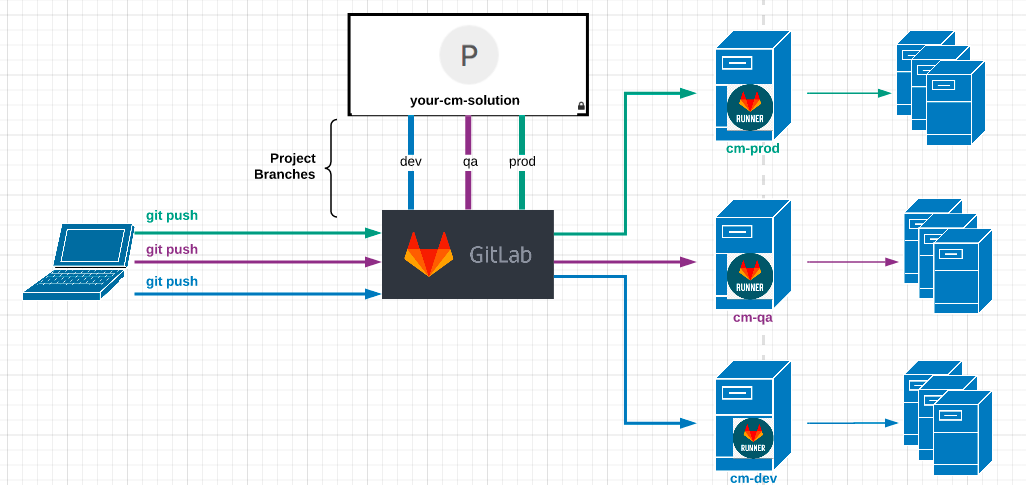 P
your-cm-solution
Project
Branches
dev
qa
prod
git push
git push
git push
GitLab
RUNNER
cm-prod
RUNNER
cm-qa
RUNNER
cm-dev